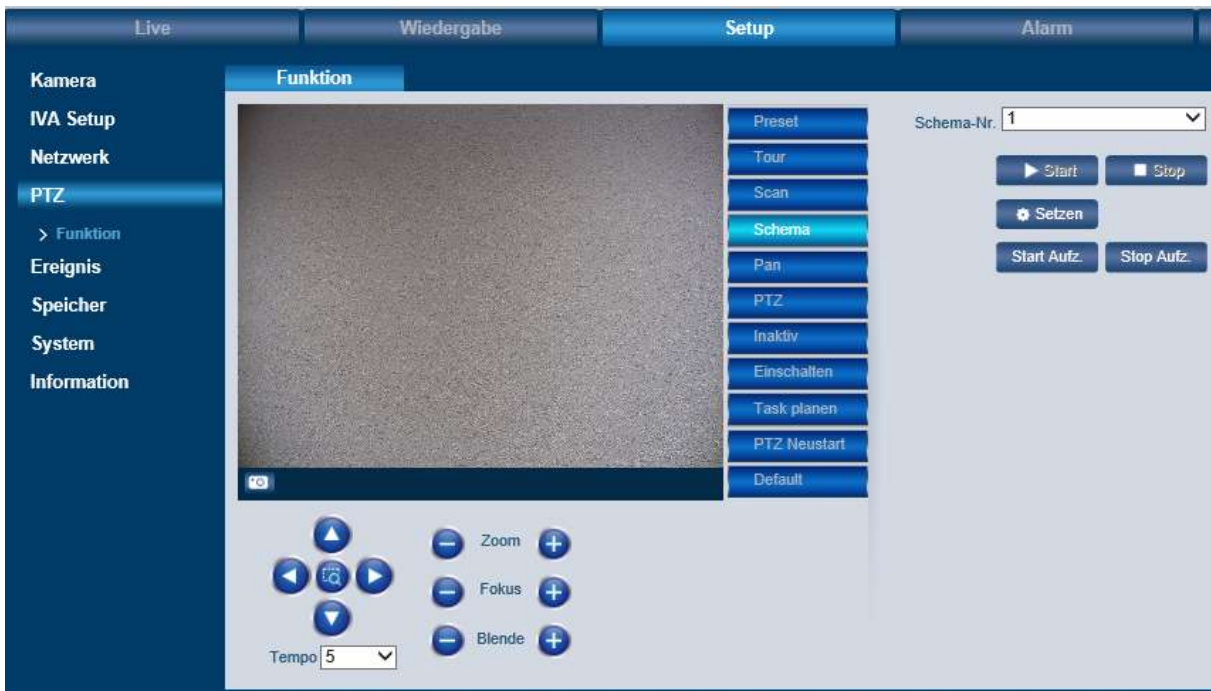 Live Wiedergabe Setup Alarm
Kamera
IVA Setup
Netzwerk
PTZ
> Funktion
Ereignis
Speicher
System
Information
Funktion
Preset
Tour
Scan
Schema
Pan
PTZ
Inaktiv
Einschalten
Task planen
PTZ Neustart
Default
Schema-Nr. 1
Start Stop
Setzen
Start Aufz. Stop Aufz.
Zoom
Fokus
Blende
Tempo 5